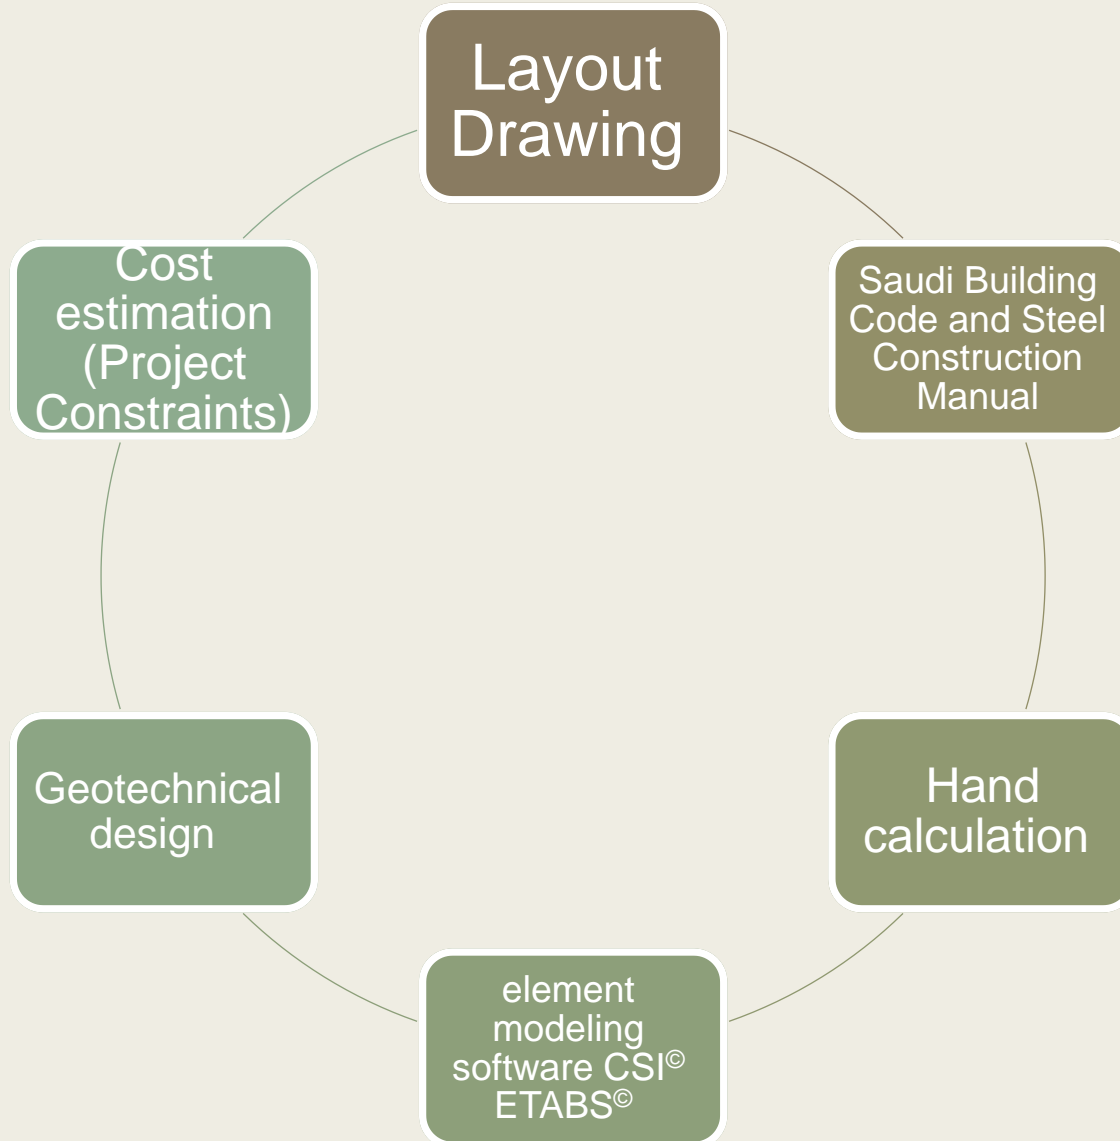 Layout
Drawing
Saudi Building
Code and Steel
Construction
Manual
Hand
calculation
element
modeling
software CSI©
ETABS©
Geotechnical
design
Cost
estimation
(Project
Constraints)